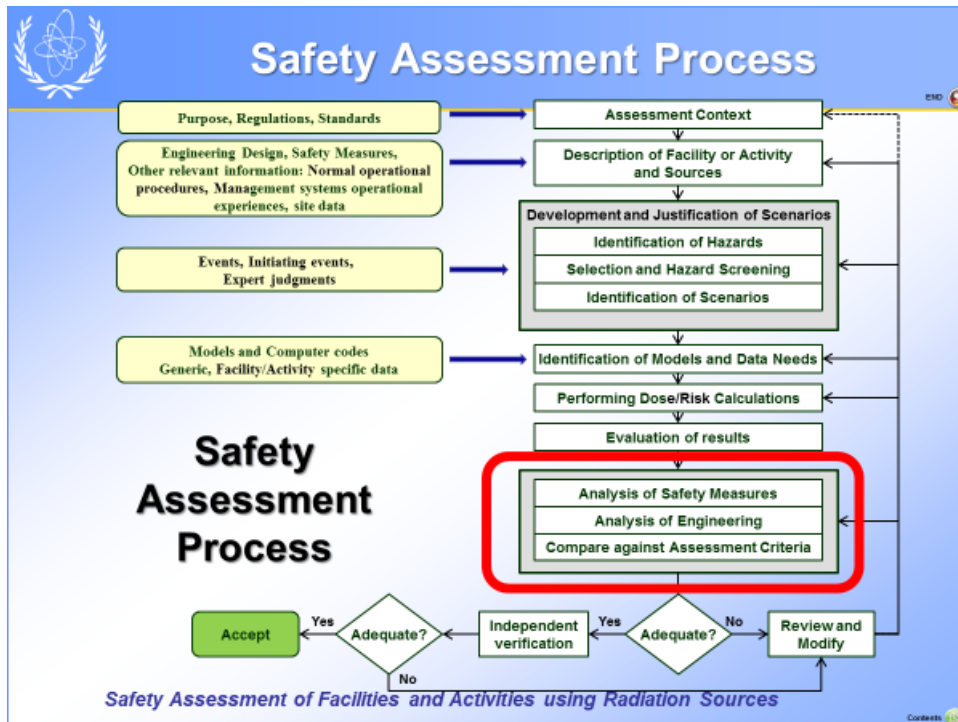 Safety Assessment Process
END
Purpose, Regulations, Standards
Assessment Context
Engineering Design, Safety Measures,
Other relevant information: Normal operational
procedures, Management systems operational
experiences, site data
Description of Facility or Activity
and Sources
Development and Justification of Scenarios
Identification of Hazards
Selection and Hazard Screening
Identification of Scenarios
Events, Initiating events,
Expert judgments
Models and Computer codes
Generic, Facility/Activity specific data
Identification of Models and Data Needs
Performing Dose/Risk Calculations
Evaluation of results
Safety
Assessment
Process
Analysis of Safety Measures
Analysis of Engineering
Compare against Assessment Criteria
Accept
Yes
Adequate?
No
Independent
verification
Yes
Adequate?
No
Review and
Modify
Safety Assessment of Facilities and Activities using Radiation Sources
Contents